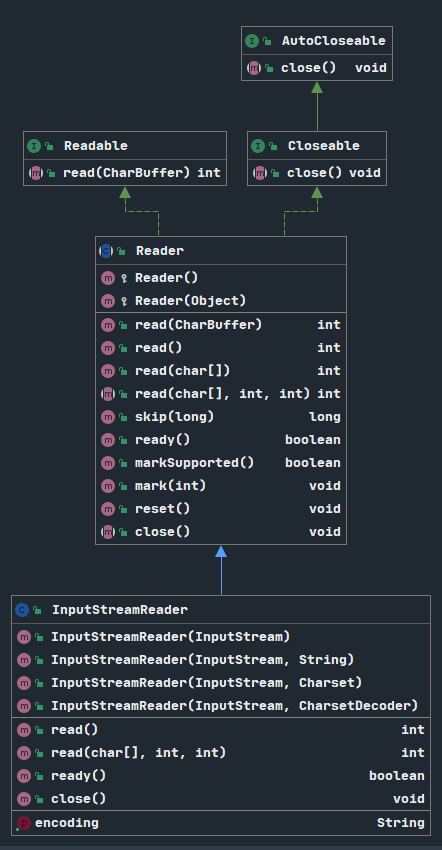 AutoCloseable
close() void
Readable
read(CharBuffer) int
Closeable
close() void
Reader
Reader()
Reader(Object)
read(CharBuffer) int
read() int
read(char[]) int
read(char[], int, int) int
skip(long) long
ready() boolean
markSupported() boolean
mark(int) void
reset() void
close() void
InputStreamReader
InputStreamReader(InputStream)
InputStreamReader(InputStream, String)
InputStreamReader(InputStream, Charset)
InputStreamReader(InputStream, CharsetDecoder)
read() int
read(char[], int, int) int
ready() boolean
close() void
encoding String